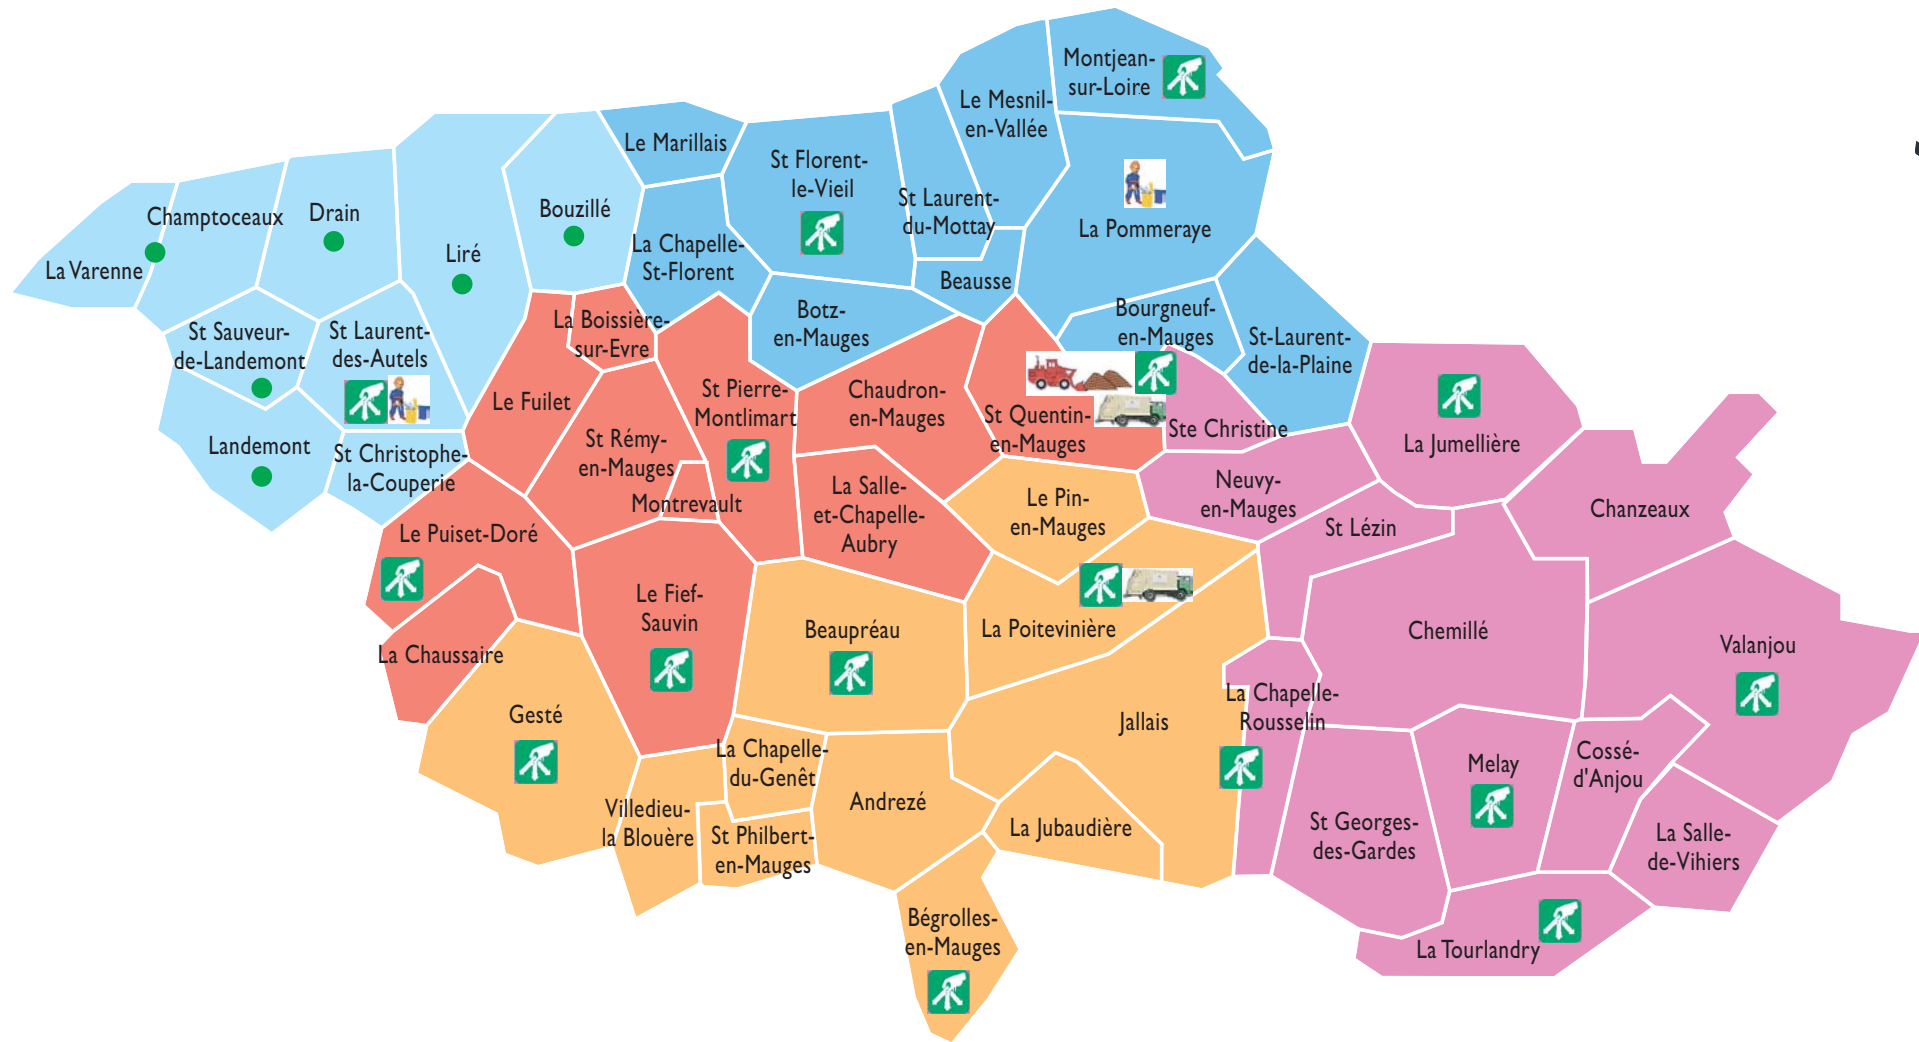 Montjean-
sur-Loire
Le Mesnil-
en-Vallée
Le Marillais
St Florent-
le-Vieil
St Laurent-
du-Mottay
La Pommeraye
Champtoceaux
Drain
Bouzillé
La Varenne
Liré
La Chapelle-
St-Florent
Beausse
Botz-
en-Mauges
Bourgneuf-
en-Mauges
St-Laurent-
de-la-Plaine
St Sauveur-
de-Landemont
St Laurent-
des-Autels
La Boissière-
sur-Evre
Le Fuilet
St Pierre-
Montlimart
Chaudron-
en-Mauges
St Quentin-
en-Mauges
Ste Christine
La Jumellière
Landemont
St Christophe-
la-Couperie
St Rémy-
en-Mauges
Montrevault
La Salle-
et-Chapelle-
Aubry
Le Pin-
en-Mauges
Neuvy-
en-Mauges
St Lézin
Chanzeaux
Le Puiset-Doré
Le Fief-
Sauvin
Beaupréau
La Poitevinière
Chemillé
Valanjou
La Chaussaire
Gesté
La Chapelle-
du-Genêt
Jallais
La Chapelle-
Rousselin
Melay
Cossé-
d'Anjou
Villedieu-
la Blouère
St Philbert-
en-Mauges
Andrezé
La Jubaudière
St Georges-
des-Gardes
La Salle-
de-Vihiers
Bégrolles-
en-Mauges
La Tourlandry